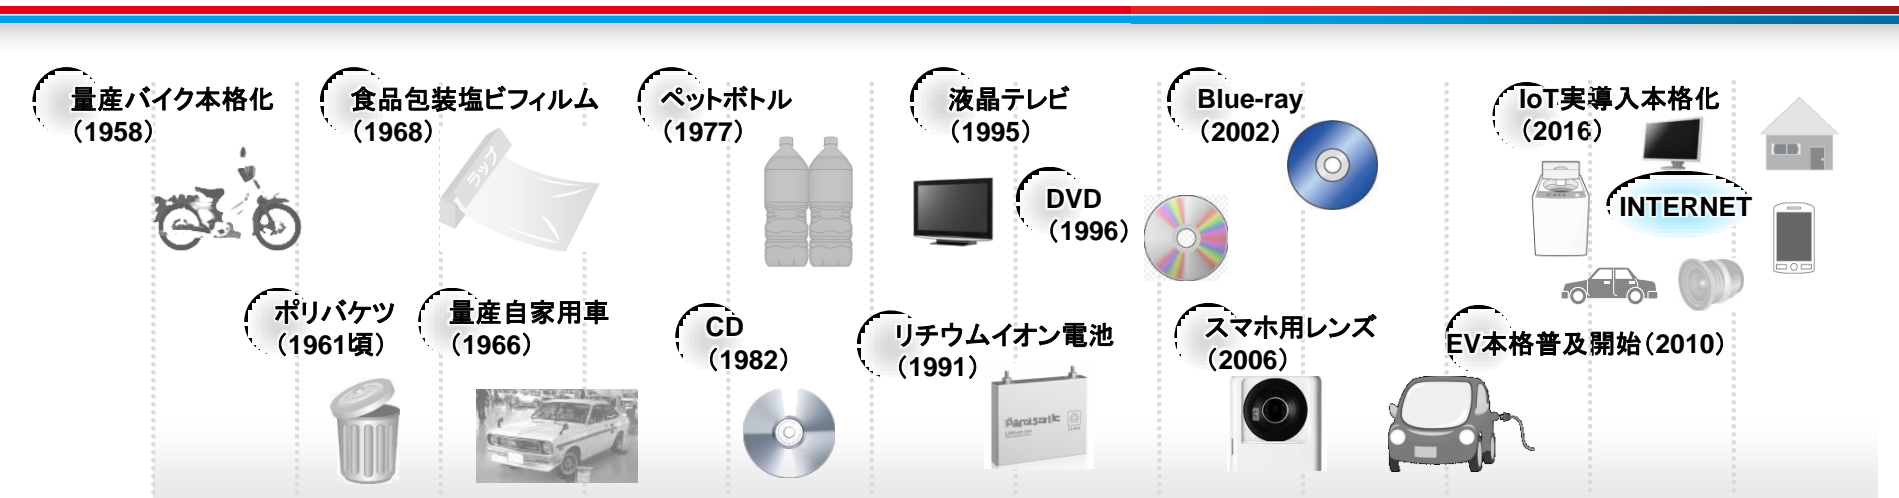 量産バイク本格化
（1958）
食品包装塩ビフィルム
（1968）
ラップ
ペットボトル
（1977）
液晶テレビ
（1995）
DVD
（1996）
Blue-ray
（2002）
IoT実導入本格化
（2016）
INTERNET
ポリバケツ
（1961頃）
量産自家用車
（1966）
CD
（1982）
リチウムイオン電池
（1991）
Panasonic
スマホ用レンズ
（2006）
EV本格普及開始（2010）